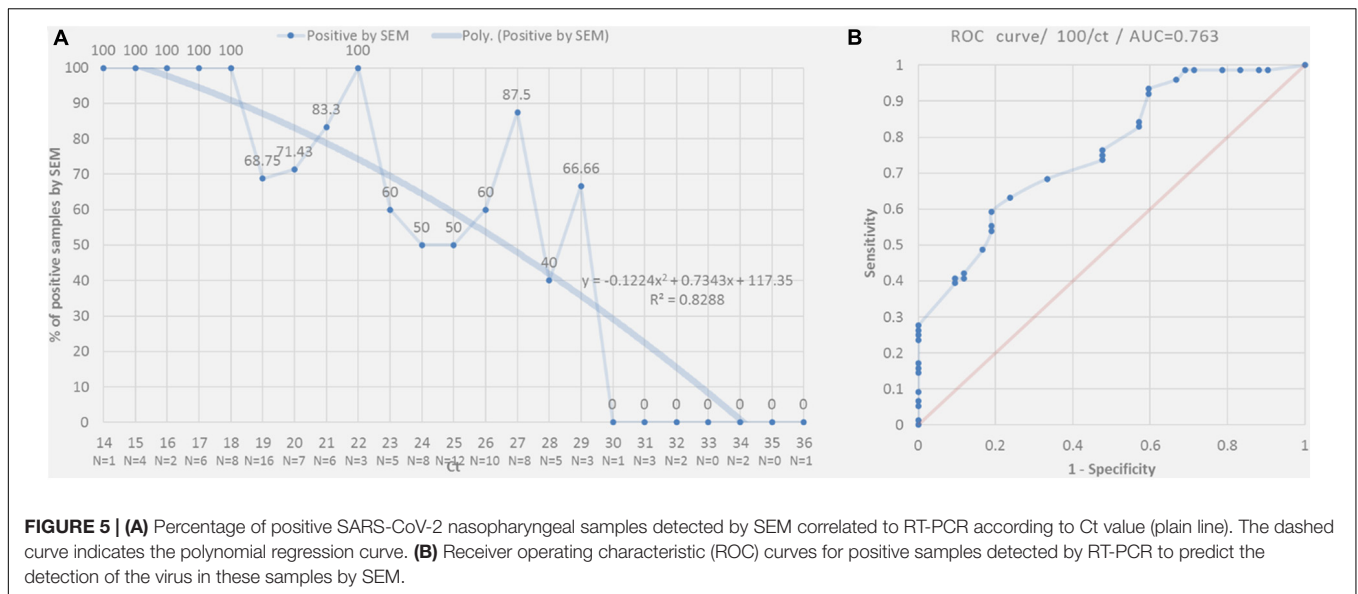 A
Positive by SEM
Poly. (Positive by SEM)
100 100 100 100 100 68.75 71.43 83.3 100 60 50 50 60 87.5 40 66.66 0 0 0 0 0 0 0
y = -0.1224x² + 0.7343x + 117.35
R² = 0.8288
% of positive samples by SEM
100
90
80
70
60
50
40
30
20
10
0
14 15 16 17 18 19 20 21 22 23 24 25 26 27 28 29 30 31 32 33 34 35 36
N=1 N=4 N=2 N=6 N=8 N=16 N=7 N=6 N=3 N=5 N=8 N=12 N=10 N=8 N=5 N=3 N=1 N=3 N=2 N=0 N=2 N=0 N=1
Ct
B
ROC curve/ 100/ct / AUC=0.763
Sensitivity
1
0.9
0.8
0.7
0.6
0.5
0.4
0.3
0.2
0.1
0
0 0.2 0.4 0.6 0.8 1
1 - Specificity
FIGURE 5 | (A) Percentage of positive SARS-CoV-2 nasopharyngeal samples detected by SEM correlated to RT-PCR according to Ct value (plain line). The dashed
curve indicates the polynomial regression curve. (B) Receiver operating characteristic (ROC) curves for positive samples detected by RT-PCR to predict the
detection of the virus in these samples by SEM.